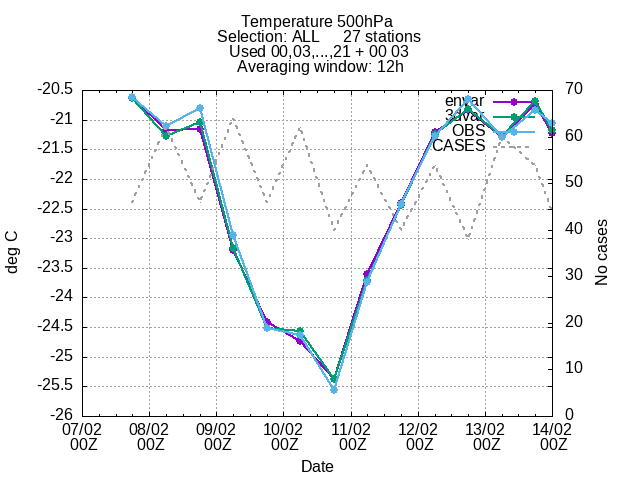 Temperature 500hPa
Selection: ALL 27 stations
Used 00,03,...,21 + 00 03
Averaging window: 12h
-20.5
-21
-21.5
-22
-22.5
-23
-23.5
-24
-24.5
-25
-25.5
-26
deg C
70
60
50
40
30
20
10
0
No cases
envar
3dvar
OBS
CASES
07/02 08/02 09/02 10/02 11/02 12/02 13/02 14/02
00Z 00Z 00Z 00Z 00Z 00Z 00Z 00Z
Date